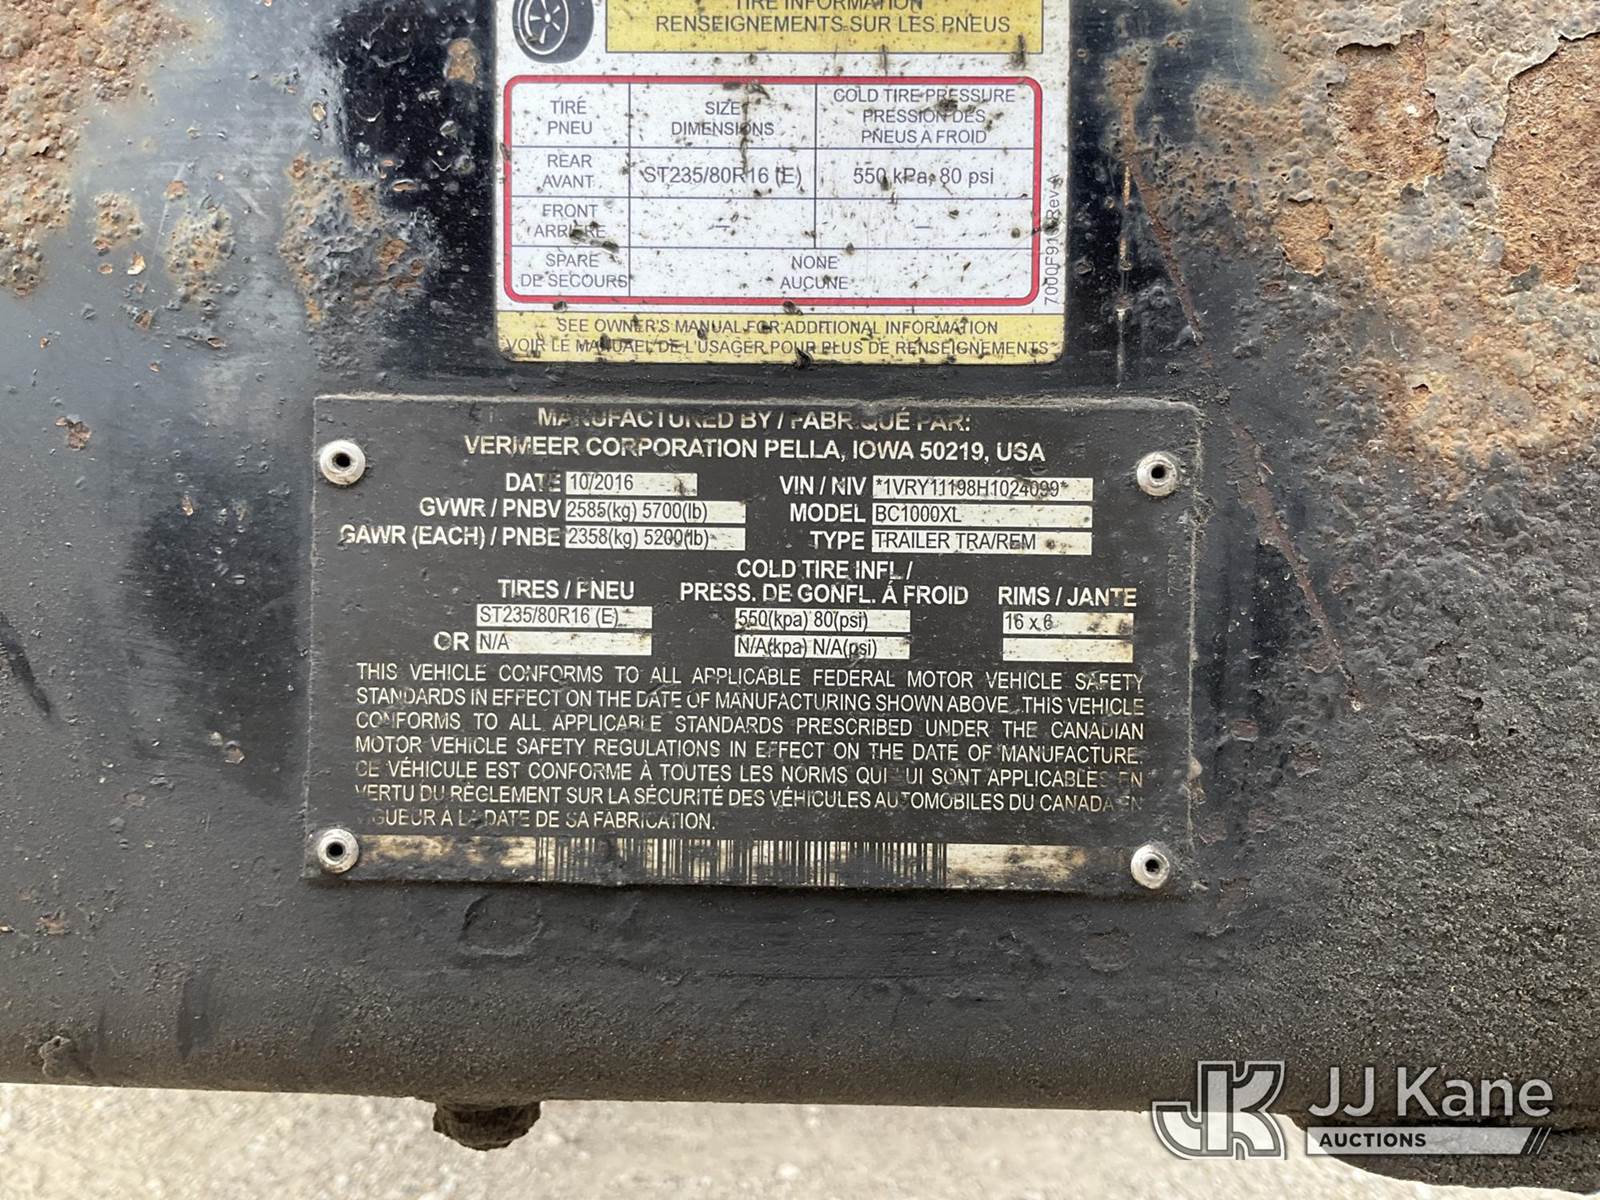 TIRE INFORMATION
RENSEIGNEMENTS SUR LES PNEUS
TIRE
PNEU
SIZE
DIMENSIONS
COLD TIRE PRESSURE
PRESSION DES
PNEUS A FROID
REAR
AVANT
ST235/80R16 (E)
550 kPa, 80 psi
FRONT
ARRIERE
–
–
SPARE
DE SECOURS
NONE
AUCUNE
SEE OWNER'S MANUAL FOR ADDITIONAL INFORMATION
VOIR LE MANUAEL DE L'USAGER POUR PLUS DE RENSEIGNEMENTS
MANUFACTURED BY / FABRIQUÉ PAR:
VERMEER CORPORATION PELLA, IOWA 50219, USA
DATE 10/2016 VIN / NIV *1VRY11198H1024099*
GVWR / PNBV 2585(kg) 5700(lb) MODEL BC1000XL
GAWR (EACH) / PNBE 2358(kg) 5200(lb) TYPE TRAILER TRA/REM
COLD TIRE INFL /
TIRES / PNEU PRESS. DE GONFL. À FROID RIMS / JANTE
ST235/80R16 (E) 550(kpa) 80(psi) 16 x 6
OR N/A N/A(kpa) N/A(psi)
THIS VEHICLE CONFORMS TO ALL APPLICABLE FEDERAL MOTOR VEHICLE SAFETY
STANDARDS IN EFFECT ON THE DATE OF MANUFACTURING SHOWN ABOVE. THIS VEHICLE
CONFORMS TO ALL APPLICABLE STANDARDS PRESCRIBED UNDER THE CANADIAN
MOTOR VEHICLE SAFETY REGULATIONS IN EFFECT ON THE DATE OF MANUFACTURE.
CE VÉHICULE EST CONFORME À TOUTES LES NORMS QUI LUI SONT APPLICABLES EN
VERTU DU RÈGLEMENT SUR LA SÉCURITÉ DES VÉHICULES AUTOMOBILES DU CANADA EN
VIGUEUR A LA DATE DE SA FABRICATION.
JK JJ Kane
AUCTIONS